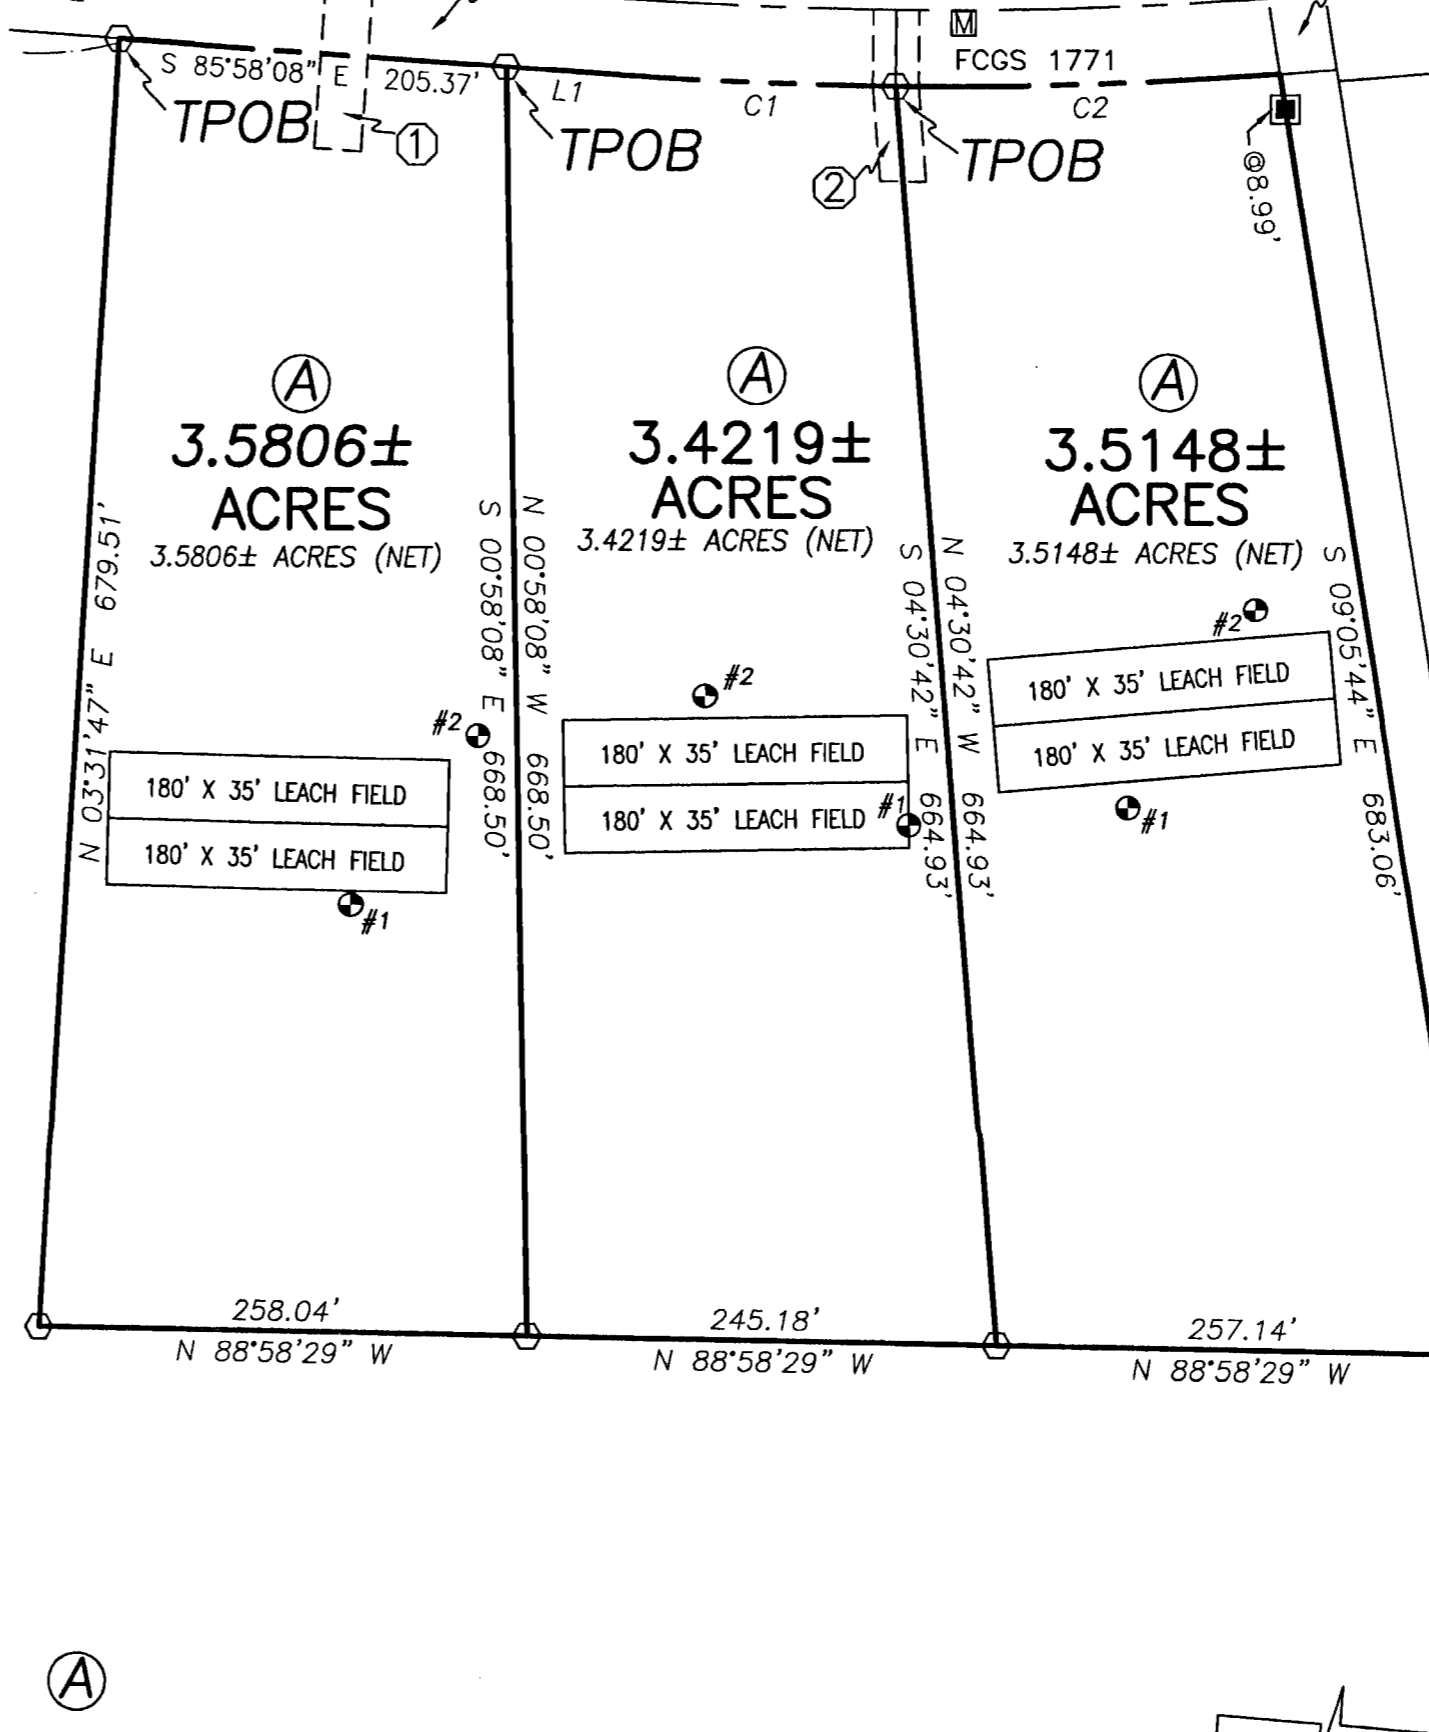 M
FCGS 1771
S 85°58'08" E 205.37'
L1
C1
C2
TPOB
1
TPOB
2
TPOB
@8.99'
A
3.5806±
ACRES
3.5806± ACRES (NET)
A
3.4219±
ACRES
3.4219± ACRES (NET)
A
3.5148±
ACRES
3.5148± ACRES (NET)
N 03°31'47" E 679.51'
S 00°58'08" E 668.50'
N 00°58'08" W 668.50'
S 04°30'42" E 664.93'
N 04°30'42" W 664.93'
S 09°05'44" E 683.06'
#2
180' X 35' LEACH FIELD
180' X 35' LEACH FIELD
#1
#2
180' X 35' LEACH FIELD
180' X 35' LEACH FIELD
#1
#2
180' X 35' LEACH FIELD
180' X 35' LEACH FIELD
#1
258.04'
N 88°58'29" W
245.18'
N 88°58'29" W
257.14'
N 88°58'29" W
A